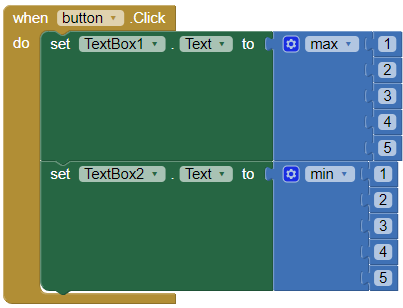 when button .Click
do set TextBox1 . Text to max 1
2
3
4
5
set TextBox2 . Text to min 1
2
3
4
5